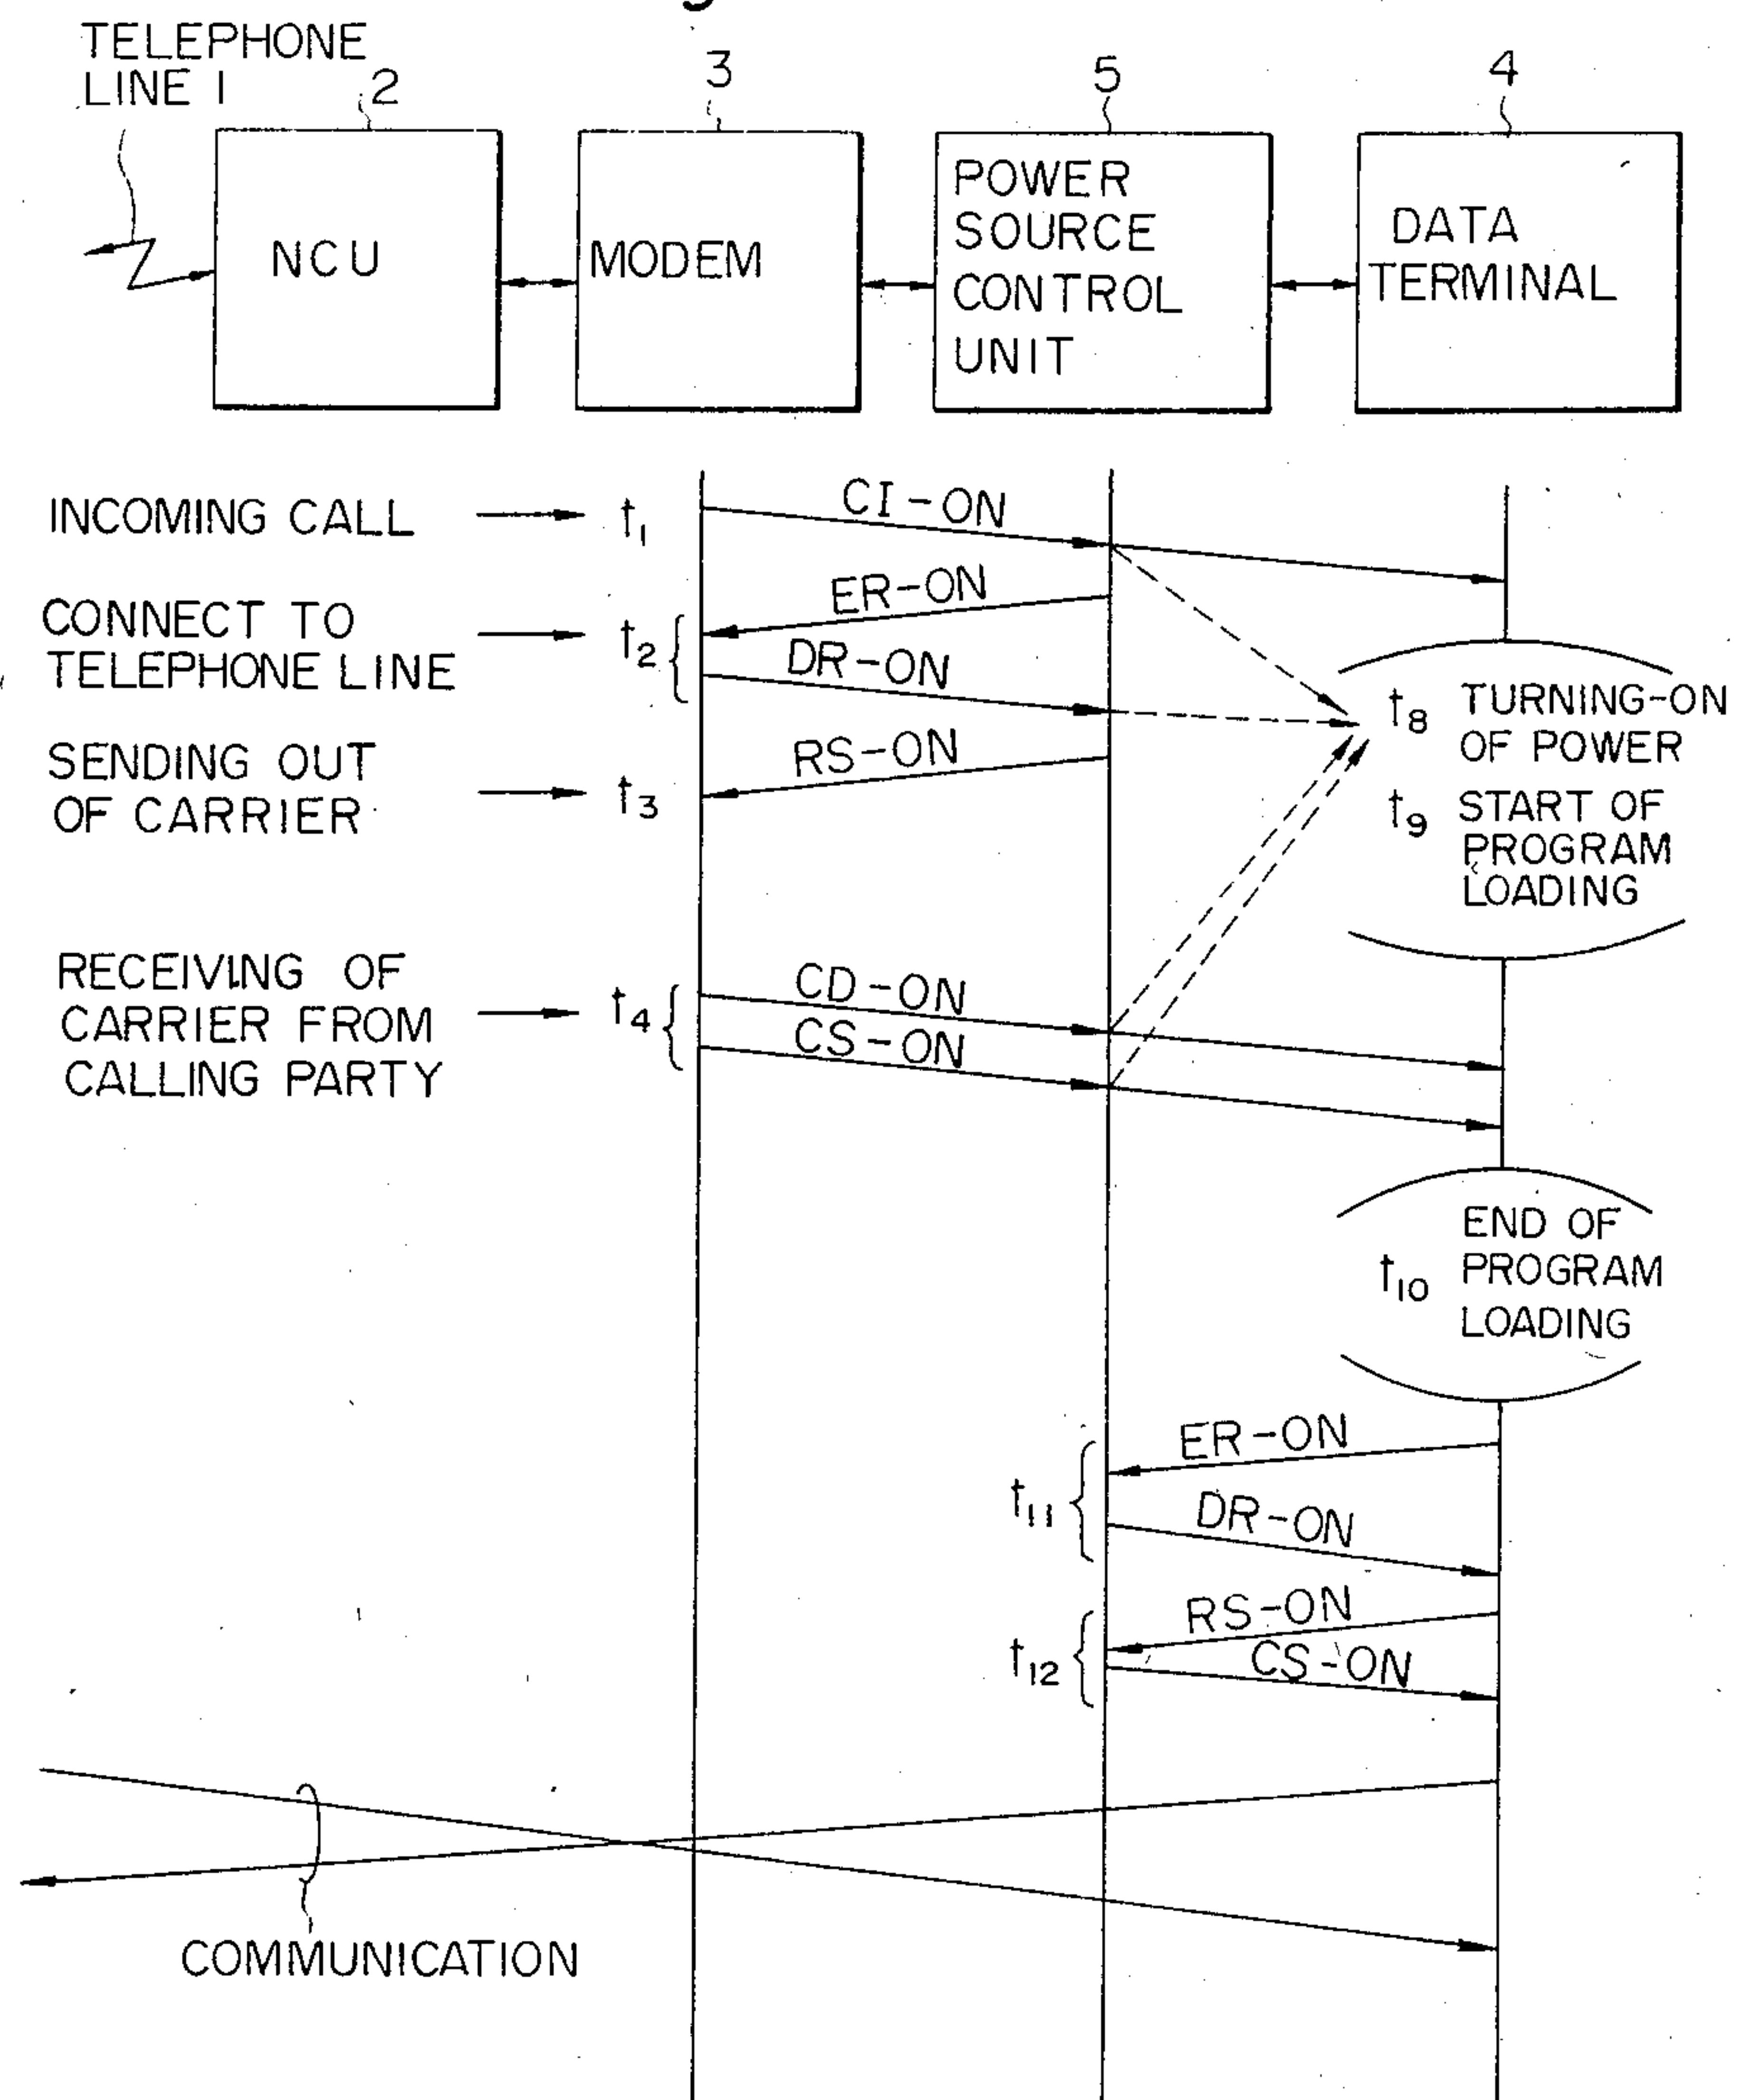 TELEPHONE
LINE 1
2
3
5
4
NCU
MODEM
POWER
SOURCE
CONTROL
UNIT
DATA
TERMINAL
INCOMING CALL
t1
CI-ON
ER-ON
CONNECT TO
TELEPHONE LINE
t2
DR-ON
t8 TURNING-ON
OF POWER
SENDING OUT
OF CARRIER
t3
RS-ON
t9 START OF
PROGRAM
LOADING
RECEIVING OF
CARRIER FROM
CALLING PARTY
t4
CD-ON
CS-ON
END OF
t10 PROGRAM
LOADING
ER-ON
t11
DR-ON
RS-ON
t12
CS-ON
COMMUNICATION